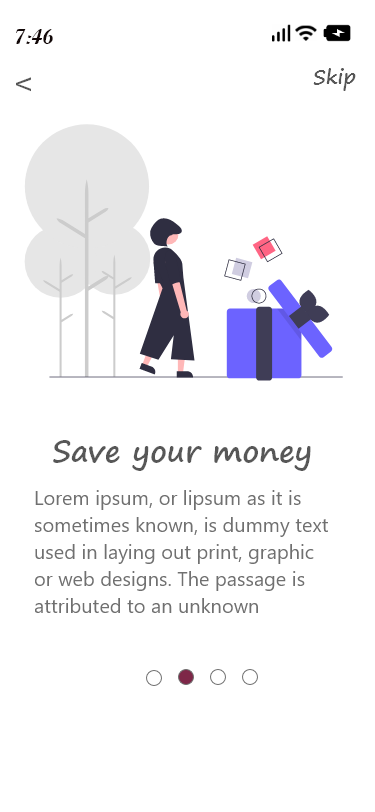 7:46
<
Skip
Save your money
Lorem ipsum, or lipsum as it is
sometimes known, is dummy text
used in laying out print, graphic
or web designs. The passage is
attributed to an unknown